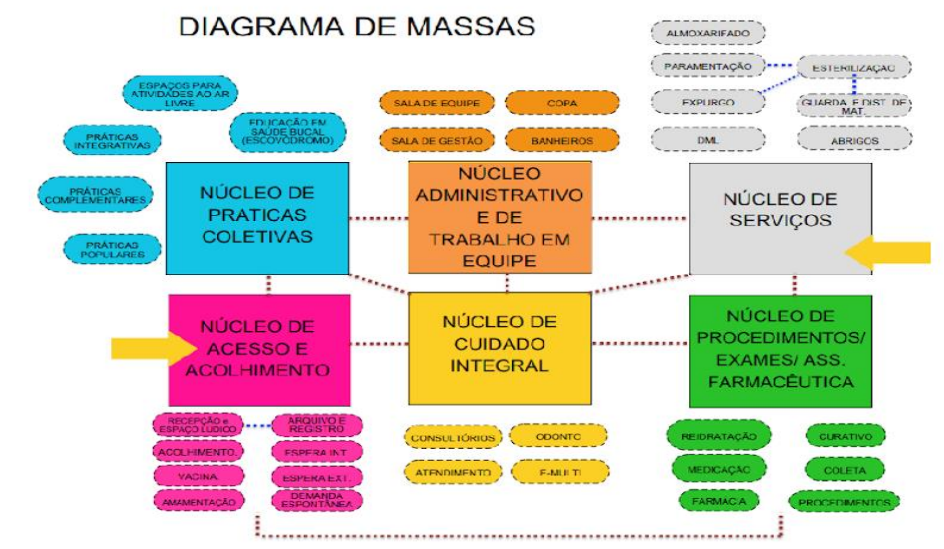 DIAGRAMA DE MASSAS
ESPAÇOS PARA
ATIVIDADES AO AR
LIVRE
EDUCAÇÃO EM
SAÚDE BUCAL
(ESCOVÓDROMO)
PRÁTICAS
INTEGRATIVAS
PRÁTICAS
COMPLEMENTARES
PRÁTICAS
POPULARES
SALA DE EQUIPE
COPA
SALA DE GESTÃO
BANHEIROS
ALMOXARIFADO
PARAMENTAÇÃO
ESTERILIZAÇÃO
EXPURGO
GUARDA E DIST. DE
MAT.
DML
ABRIGOS
NÚCLEO DE
PRATICAS
COLETIVAS
NÚCLEO
ADMINISTRATIVO
E DE
TRABALHO EM
EQUIPE
NÚCLEO DE
SERVIÇOS
NÚCLEO DE
ACESSO E
ACOLHIMENTO
NÚCLEO DE
CUIDADO
INTEGRAL
NÚCLEO DE
PROCEDIMENTOS/
EXAMES/ ASS.
FARMACÊUTICA
RECEPÇÃO e
ESPAÇO LÚDICO
ARQUIVO E
REGISTRO
ACOLHIMENTO.
ESPERA INT.
VACINA
ESPERA EXT.
AMAMENTAÇÃO
DEMANDA
ESPONTÂNEA
CONSULTÓRIOS
ODONTO
ATENDIMENTO
E-MULTI
REIDRATAÇÃO
CURATIVO
MEDICAÇÃO
COLETA
FARMACIA
PROCEDIMENTOS